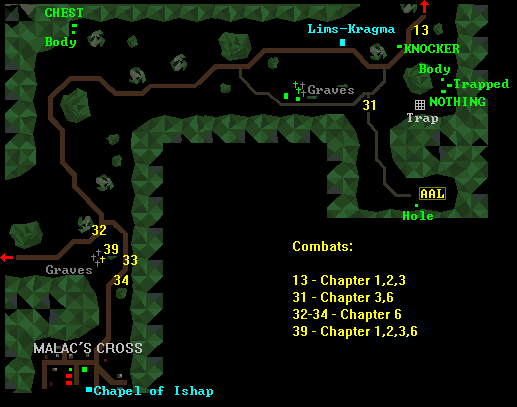 CHEST
Body
Lims-Kragma
13
KNOCKER
Body
Trapped
NOTHING
Graves
31
Trap
AAL
Hole
32
39
33
Graves
34
Combats:
13 - Chapter 1,2,3
31 - Chapter 3,6
32-34 - Chapter 6
39 - Chapter 1,2,3,6
MALAC'S CROSS
Chapel of Ishap